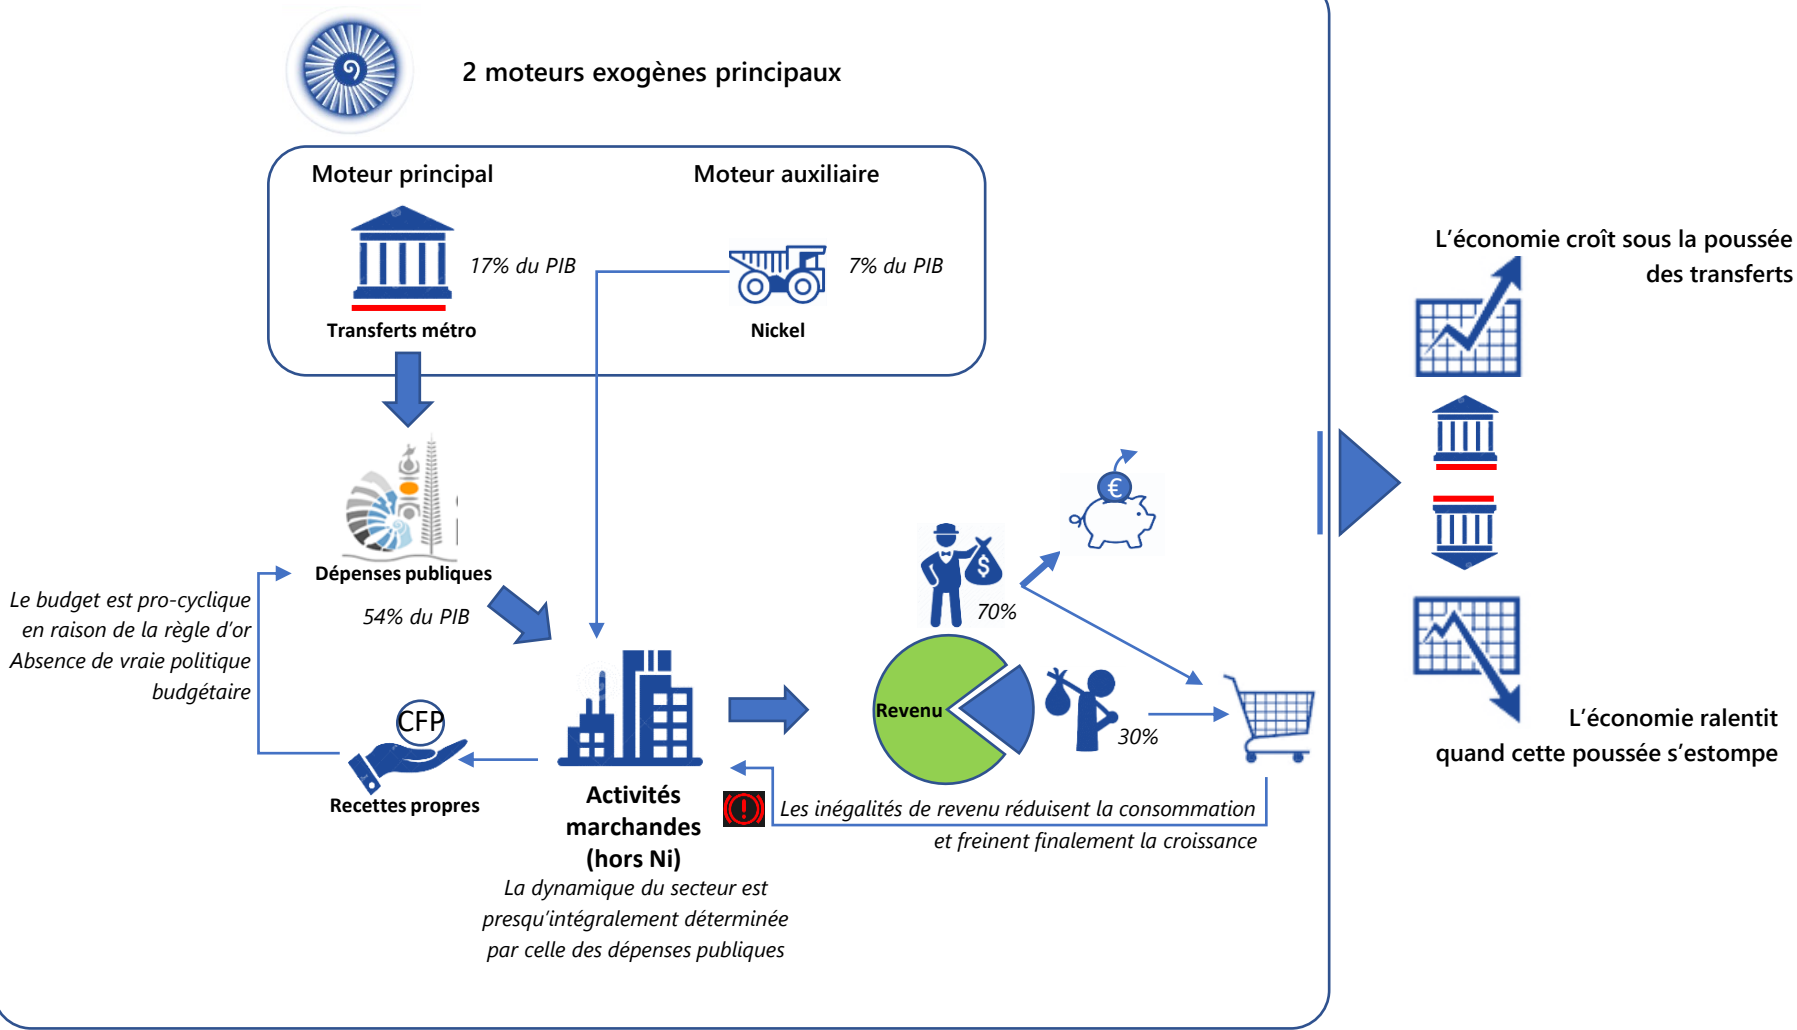 2 moteurs exogènes principaux
Moteur principal
Moteur auxiliaire
17% du PIB
7% du PIB
Transferts métro
Nickel
L'économie croît sous la poussée
des transferts
Dépenses publiques
54% du PIB
Le budget est pro-cyclique
en raison de la règle d'or
Absence de vraie politique
budgétaire
€
$
70%
Revenu
30%
CFP
Recettes propres
Activités
marchandes
(hors Ni)
La dynamique du secteur est
presqu'intégralement déterminée
par celle des dépenses publiques
Les inégalités de revenu réduisent la consommation
et freinent finalement la croissance
L'économie ralentit
quand cette poussée s'estompe